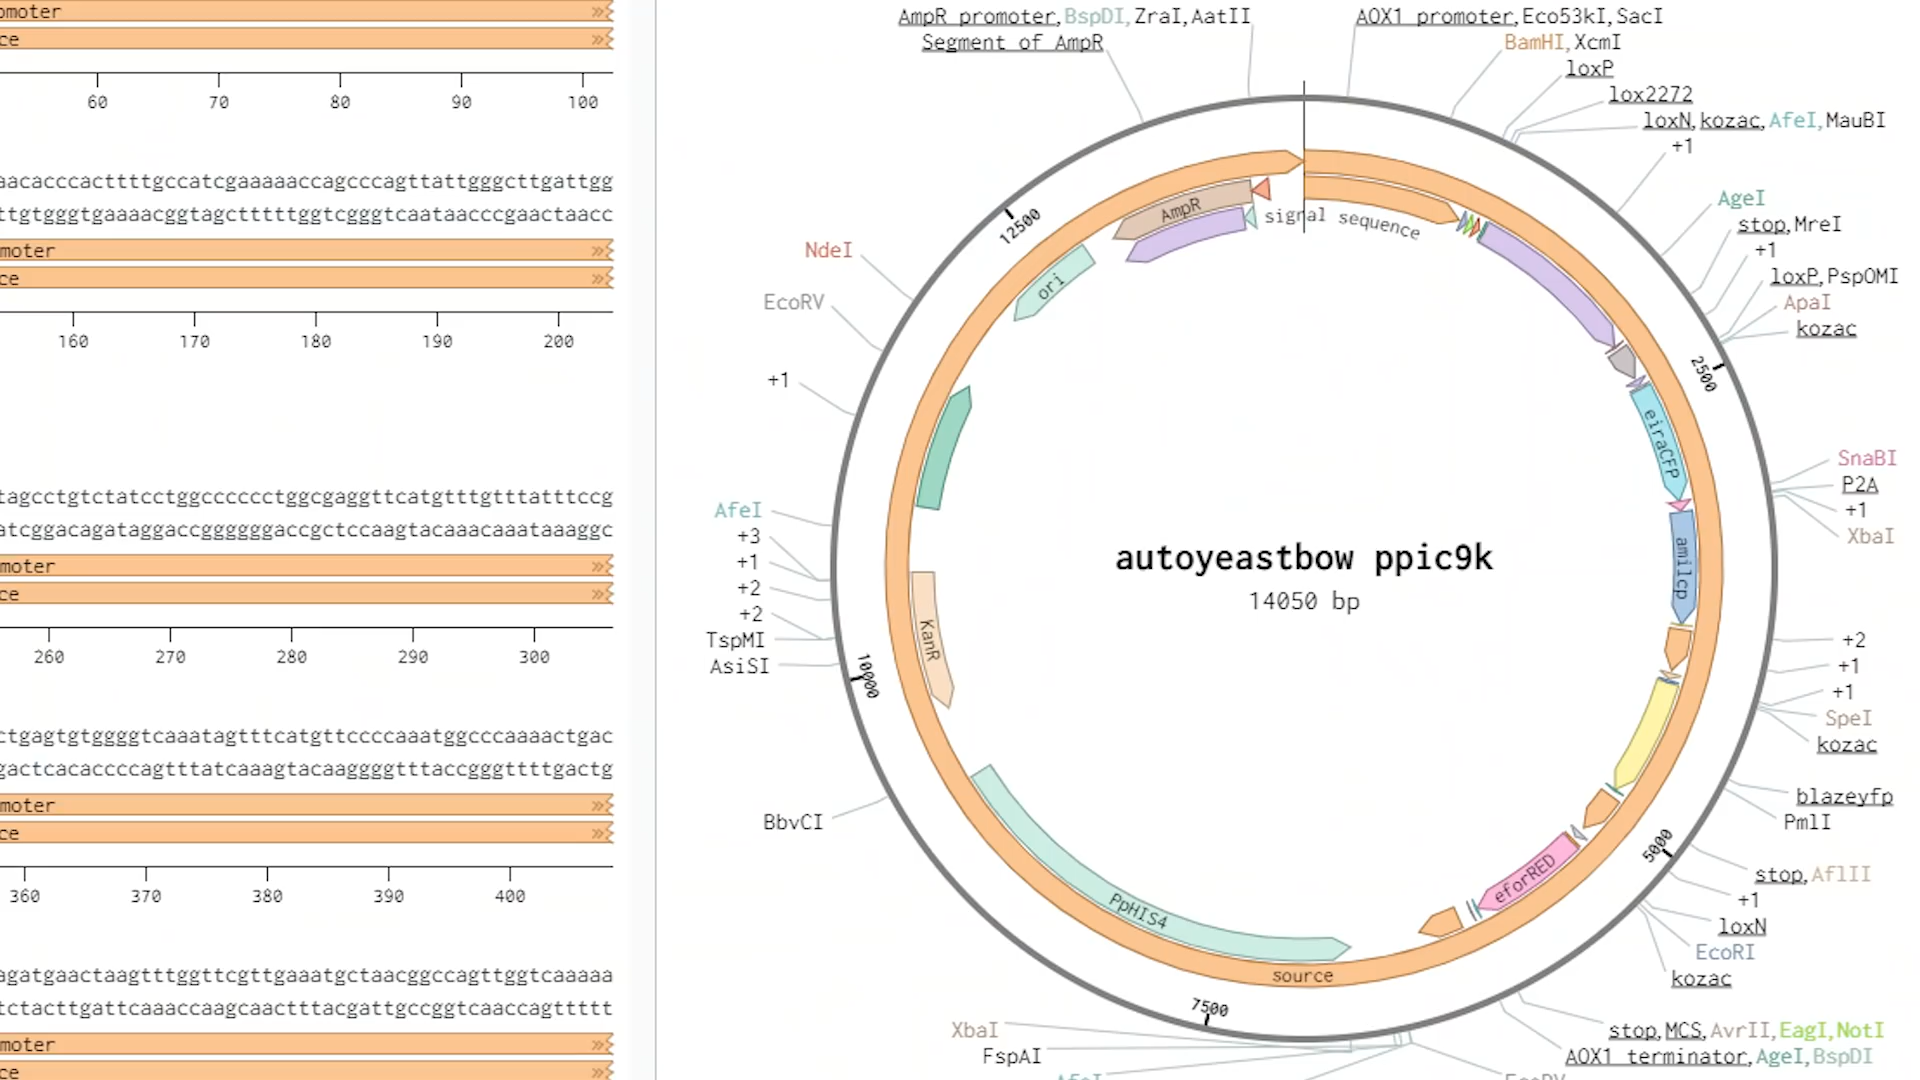 omoter
ce
60 70 80 90 100
aacacccacttttgccatcgaaaaaccagcccagttattgggcttgattgg
ttgtgggtgaaaacggtagctttttggtcgggtcaataacccgaactaacc
moter
ce
160 170 180 190 200
tagcctgtctatcctggcccccctggcgaggttcatgtttgtttatttccg
atcggacagataggaccggggggaccgctccaagtacaaacaaataaaggc
moter
ce
260 270 280 290 300
ctgagtgtggggtcaaatagtttcatgttccccaaatggcccaaaactgac
gactcacaccccagtttatcaaagtacaaggggtttaccgggttttgactg
moter
ce
360 370 380 390 400
agatgaactaagtttggttcgttgaaatgctaacggccagttggtcaaaaa
tctacttgattcaaaccaagcaactttacgattgccggtcaaccagttttt
moter
ce
AmpR promoter, BspDI, ZraI, AatII
Segment of AmpR
AOX1 promoter, Eco53kI, SacI
BamHI, XcmI
loxP
lox2272
loxN, kozac, AfeI, MauBI
+1
AgeI
stop, MreI
+1
loxP, PspOMI
ApaI
kozac
2500
SnaBI
P2A
+1
XbaI
+2
+1
+1
SpeI
kozac
blazeyfp
PmlI
5000
stop, AflII
+1
loxN
EcoRI
kozac
stop, MCS, AvrII, EagI, NotI
AOX1 terminator, AgeI, BspDI
EcoRV
7500
XbaI
FspAI
AfeI
BbvCI
10000
AsiSI
TspMI
+2
+2
+1
+3
AfeI
+1
EcoRV
NdeI
12500
AmpR
signal sequence
ori
eiraCFP
amilcp
eforRED
KanR
PpHIS4
source
autoyeastbow ppic9k
14050 bp